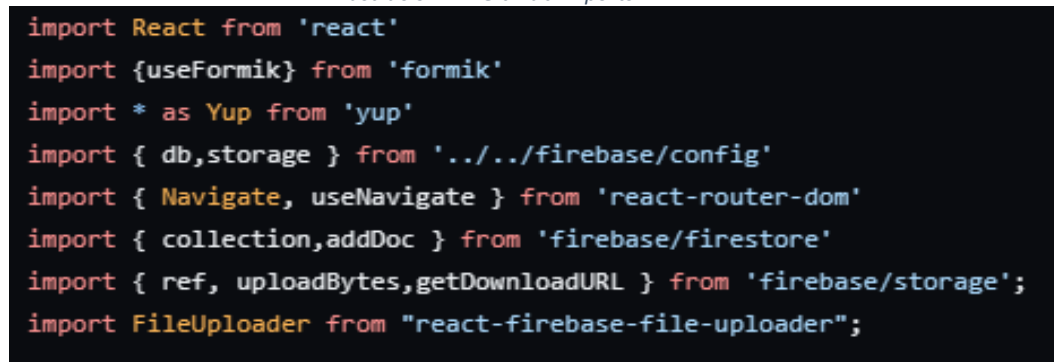 import React from 'react'
import {useFormik} from 'formik'
import * as Yup from 'yup'
import { db,storage } from '../../firebase/config'
import { Navigate, useNavigate } from 'react-router-dom'
import { collection,addDoc } from 'firebase/firestore'
import { ref, uploadBytes,getDownloadURL } from 'firebase/storage';
import FileUploader from "react-firebase-file-uploader";